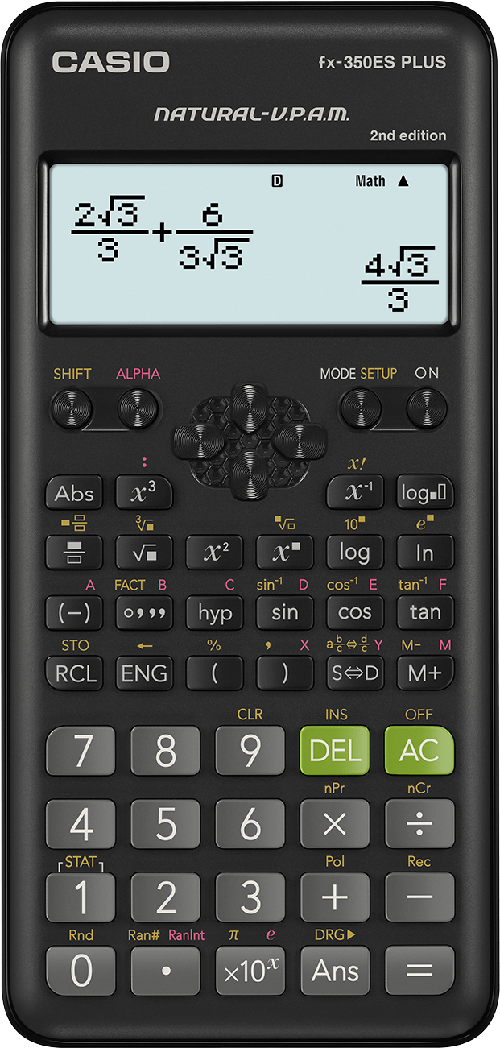 CASIO fx-350ES PLUS
NATURAL-V.P.A.M.
2nd edition
D Math ▲
2√3/3 + 6/(3√3)
4√3/3
SHIFT ALPHA MODE SETUP ON
: x!
Abs x³ x⁻¹ log■▯
■▯/▯ ³√■ ■√▯ 10■ e■
■/▯ √■ x² x■ log ln
A FACT B C sin⁻¹ D cos⁻¹ E tan⁻¹ F
(−) °,,, hyp sin cos tan
STO ← % , X a b/c⇔d/c Y M− M
RCL ENG ( ) S⇔D M+
CLR INS OFF
7 8 9 DEL AC
nPr nCr
4 5 6 × ÷
STAT Pol Rec
1 2 3 + −
Rnd Ran# RanInt π e DRG▶
0 • ×10ˣ Ans =